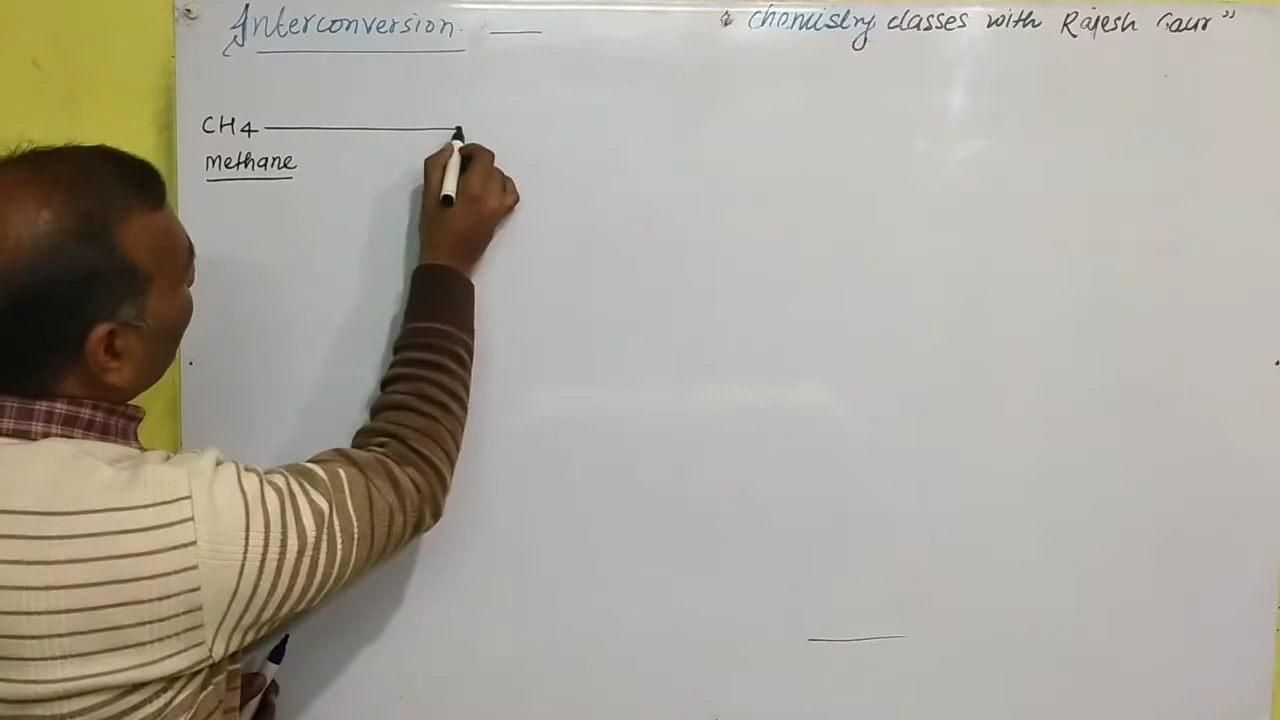 Interconversion.
"Chemistry classes with Rajesh Gaur"
CH4
Methane